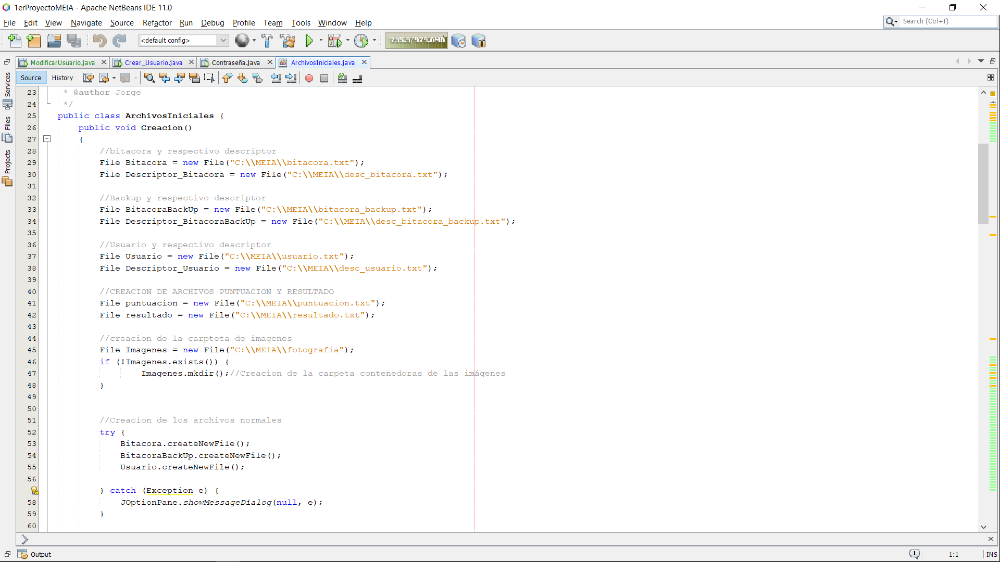 1erProyectoMEIA - Apache NetBeans IDE 11.0
File Edit View Navigate Source Refactor Run Debug Profile Team Tools Window Help
Search (Ctrl+I)
<default config>
735.9/979.0MB
ModificarUsuario.java
Crear_Usuario.java
Contraseña.java
ArchivosIniciales.java
Source History
Services
Files
Projects
23 * @author Jorge
24 */
25 public class ArchivosIniciales {
26 public void Creacion()
27 {
28 //bitacora y respectivo descriptor
29 File Bitacora = new File("C:\\MEIA\\bitacora.txt");
30 File Descriptor_Bitacora = new File("C:\\MEIA\\desc_bitacora.txt");
31
32 //Backup y respectivo descriptor
33 File BitacoraBackUp = new File("C:\\MEIA\\bitacora_backup.txt");
34 File Descriptor_BitacoraBackUp = new File("C:\\MEIA\\desc_bitacora_backup.txt");
35
36 //Usuario y respectivo descriptor
37 File Usuario = new File("C:\\MEIA\\usuario.txt");
38 File Descriptor_Usuario = new File("C:\\MEIA\\desc_usuario.txt");
39
40 //CREACION DE ARCHIVOS PUNTUACION Y RESULTADO
41 File puntuacion = new File("C:\\MEIA\\puntuacion.txt");
42 File resultado = new File("C:\\MEIA\\resultado.txt");
43
44 //creacion de la carpteta de imagenes
45 File Imagenes = new File("C:\\MEIA\\fotografia");
46 if (!Imagenes.exists()) {
47 Imagenes.mkdir();//Creacion de la carpeta contenedoras de las imágenes
48 }
49
50
51 //Creacion de los archivos normales
52 try {
53 Bitacora.createNewFile();
54 BitacoraBackUp.createNewFile();
55 Usuario.createNewFile();
56
} catch (Exception e) {
58 JOptionPane.showMessageDialog(null, e);
59 }
60
Output
1
1:1
INS